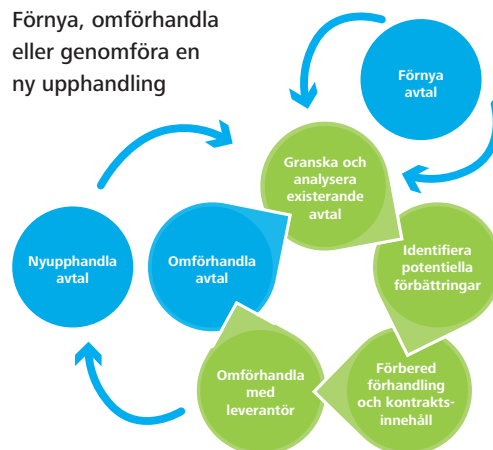 Förnya, omförhandla
eller genomföra en
ny upphandling
Förnya
avtal
Granska och
analysera
existerande
avtal
Nyupphandla
avtal
Omförhandla
avtal
Identifiera
potentiella
förbättringar
Omförhandla
med
leverantör
Förbered
förhandling
och kontrakts-
innehåll